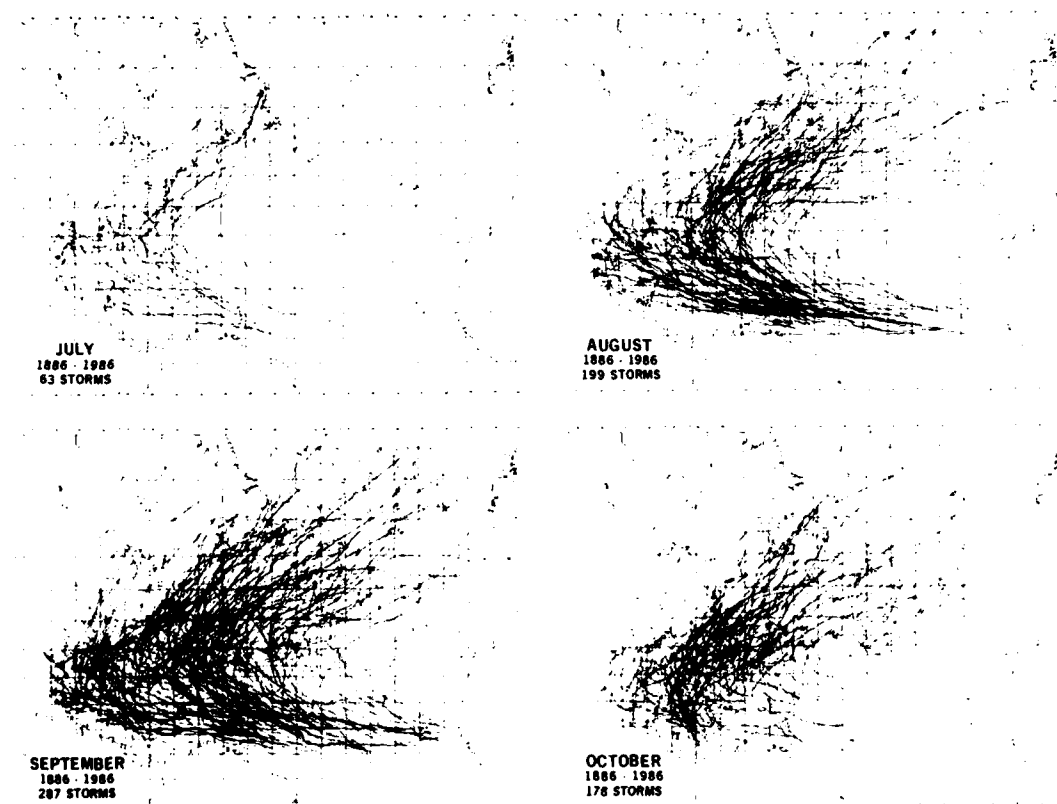 JULY
1886 - 1986
63 STORMS
AUGUST
1886 - 1986
199 STORMS
SEPTEMBER
1886 - 1986
287 STORMS
OCTOBER
1886 - 1986
178 STORMS